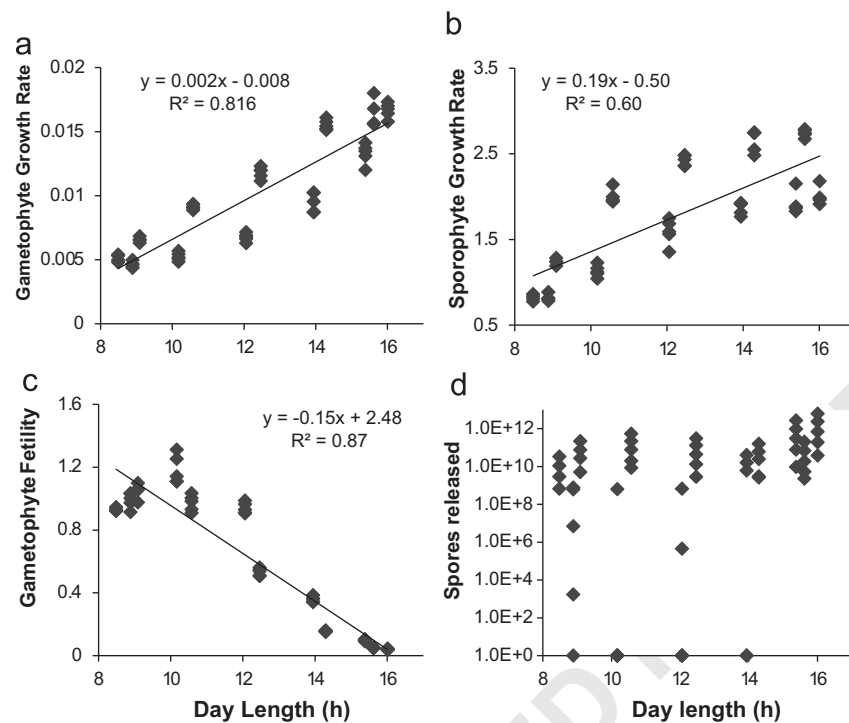 a
Gametophyte Growth Rate
0.02
0.015
0.01
0.005
0
y = 0.002x - 0.008
R² = 0.816
8 10 12 14 16
b
Sporophyte Growth Rate
3.5
2.5
1.5
0.5
y = 0.19x - 0.50
R² = 0.60
8 10 12 14 16
c
Gametophyte Fetility
1.6
1.2
0.8
0.4
0
y = -0.15x + 2.48
R² = 0.87
8 10 12 14 16
Day Length (h)
d
Spores released
1.0E+12
1.0E+10
1.0E+8
1.0E+6
1.0E+4
1.0E+2
1.0E+0
8 10 12 14 16
Day length (h)